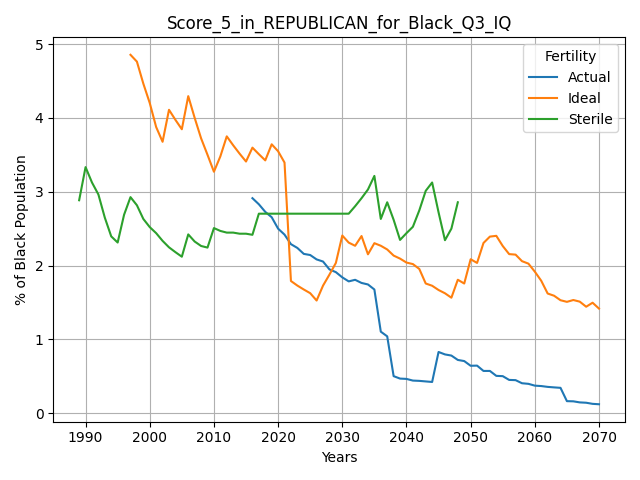 Score_5_in_REPUBLICAN_for_Black_Q3_IQ
% of Black Population
5
4
3
2
1
0
Fertility
Actual
Ideal
Sterile
1990
2000
2010
2020
2030
2040
2050
2060
2070
Years